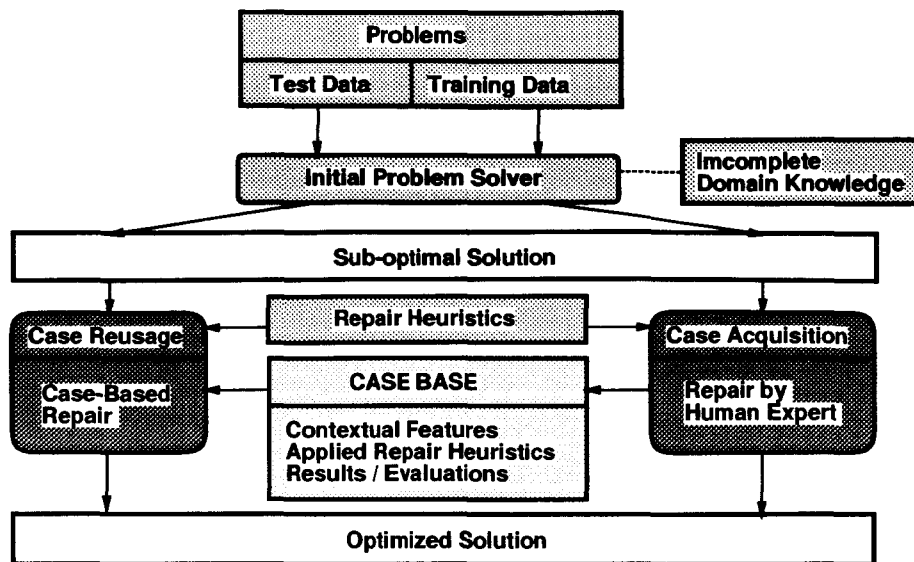 Problems
Test Data
Training Data
Initial Problem Solver
Imcomplete
Domain Knowledge
Sub-optimal Solution
Case Reusage
Repair Heuristics
Case Acquisition
Case-Based
Repair
CASE BASE
Contextual Features
Applied Repair Heuristics
Results / Evaluations
Repair by
Human Expert
Optimized Solution